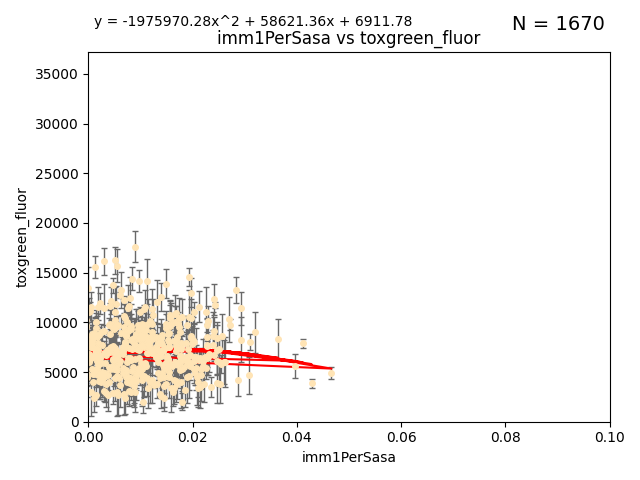 y = -1975970.28x^2 + 58621.36x + 6911.78
N = 1670
imm1PerSasa vs toxgreen_fluor
35000
30000
25000
20000
15000
10000
5000
0
toxgreen_fluor
0.00 0.02 0.04 0.06 0.08 0.10
imm1PerSasa